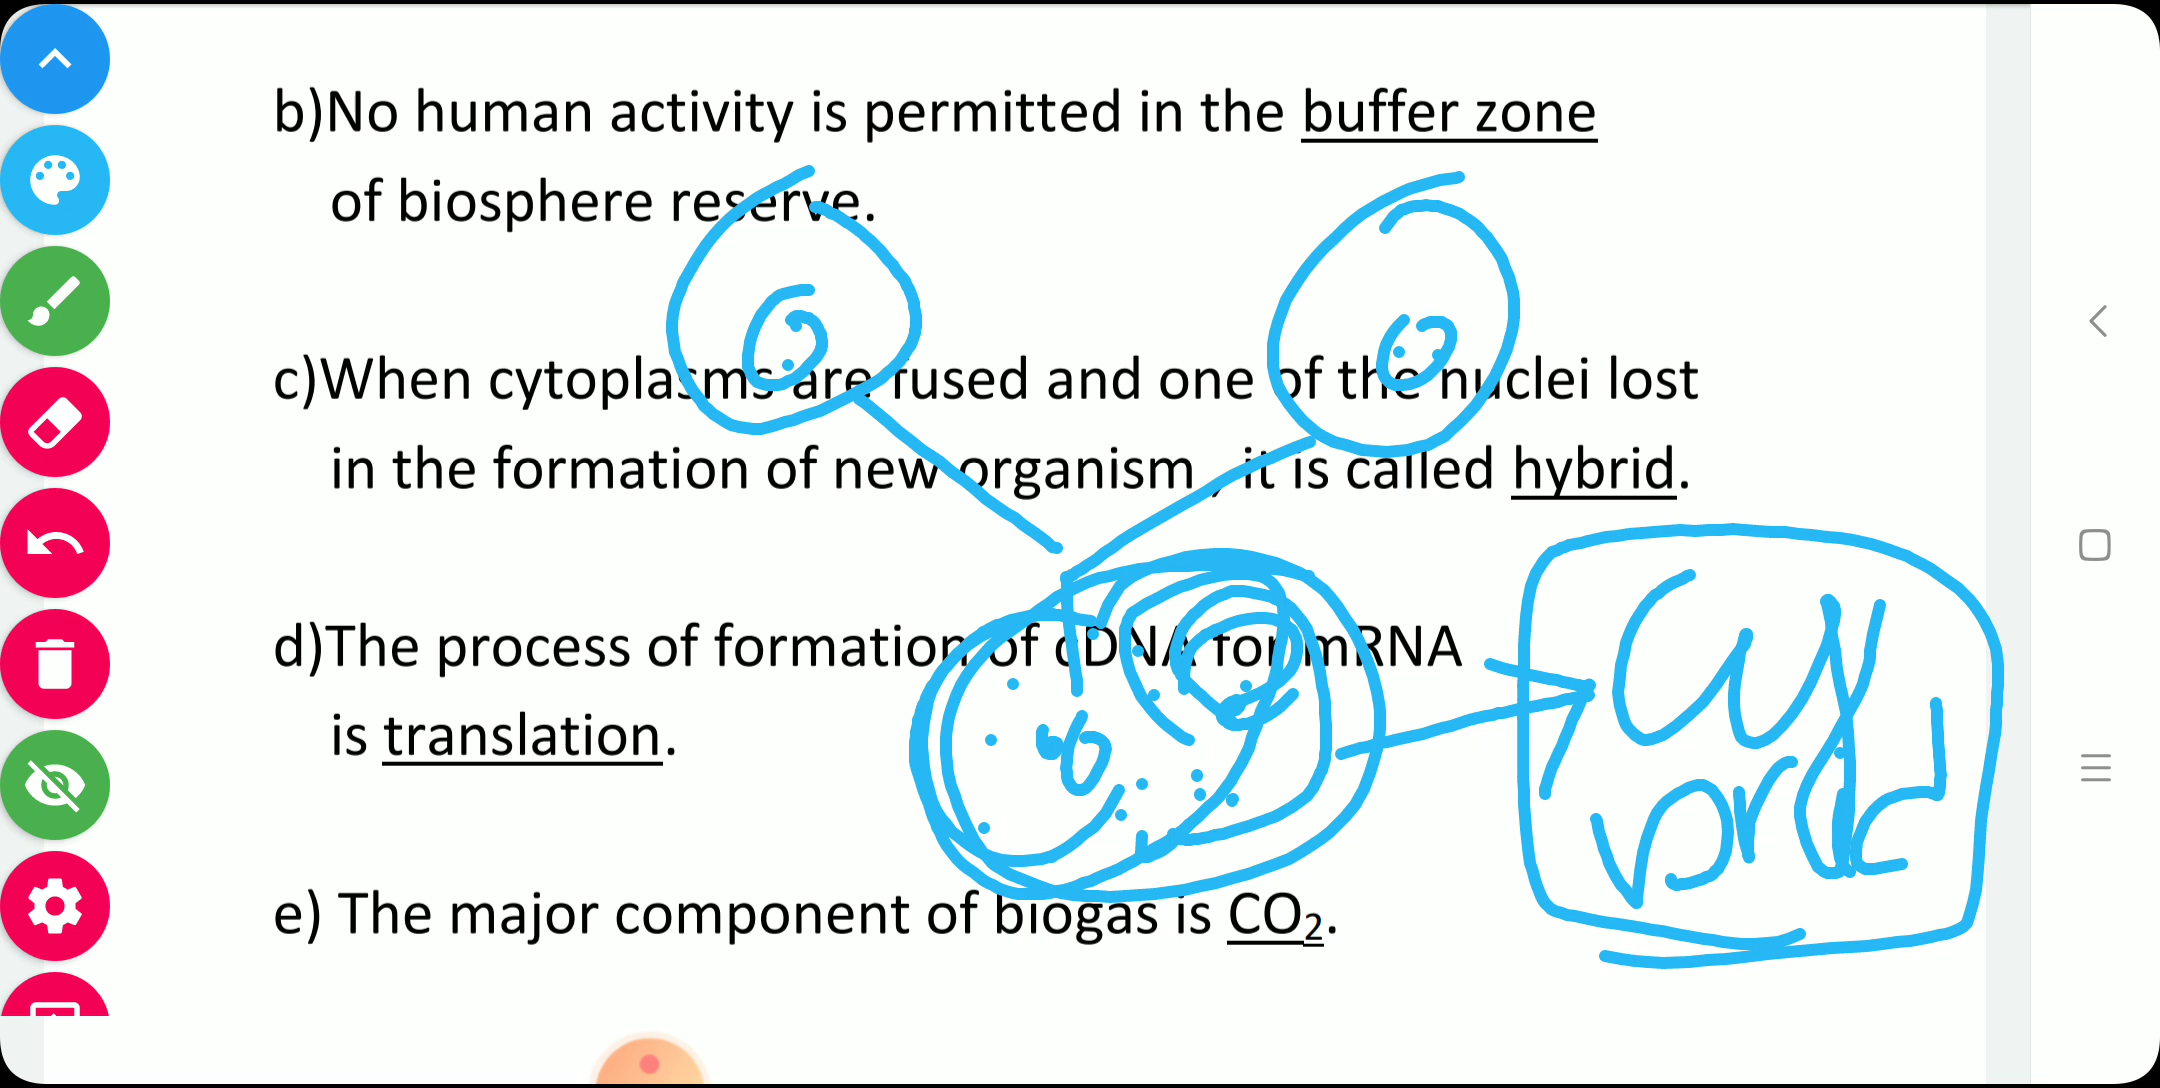 b)No human activity is permitted in the buffer zone
of biosphere reserve.
c)When cytoplasms are fused and one of the nuclei lost
in the formation of new organism , it is called hybrid.
d)The process of formation of cDNA for mRNA
is translation.
e) The major component of biogas is CO₂.